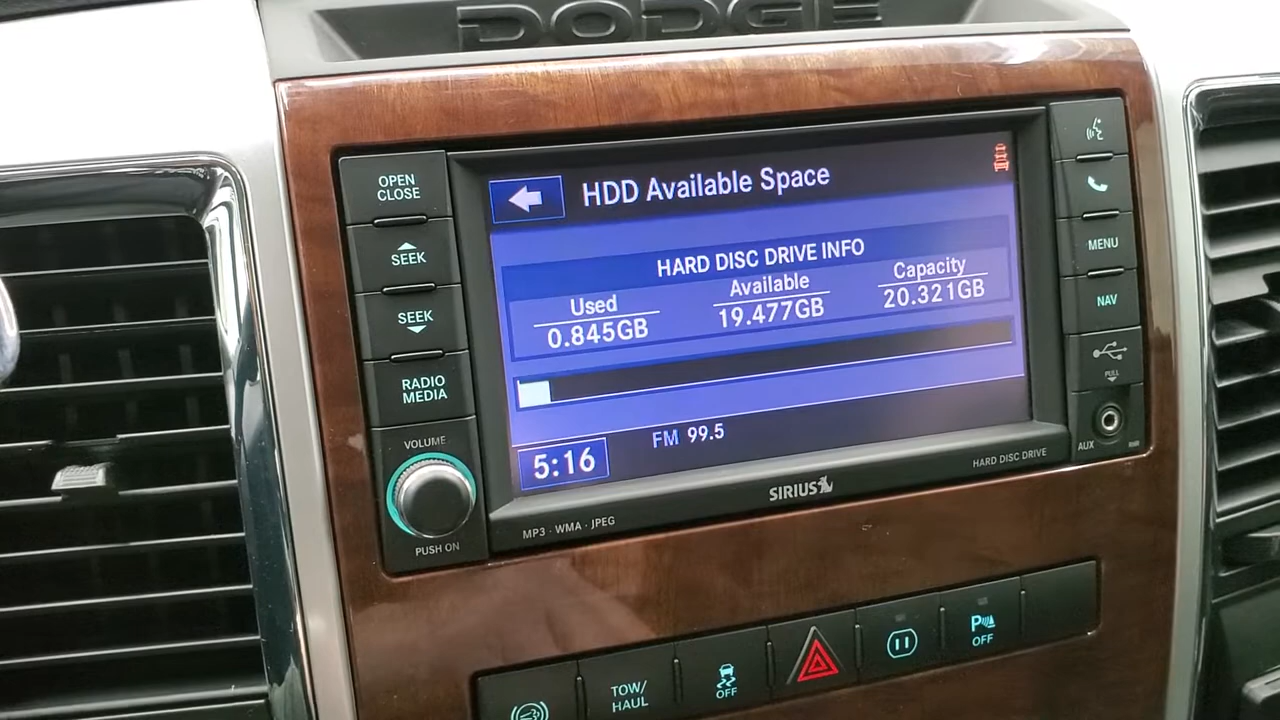 DODGE
OPEN
CLOSE
SEEK
SEEK
RADIO
MEDIA
VOLUME
PUSH ON
HDD Available Space
HARD DISC DRIVE INFO
Used
Available
Capacity
0.845GB
19.477GB
20.321GB
5:16
FM 99.5
MP3 · WMA · JPEG
SIRIUS
HARD DISC DRIVE
MENU
NAV
PULL
AUX
TOW/
HAUL
OFF
P
OFF